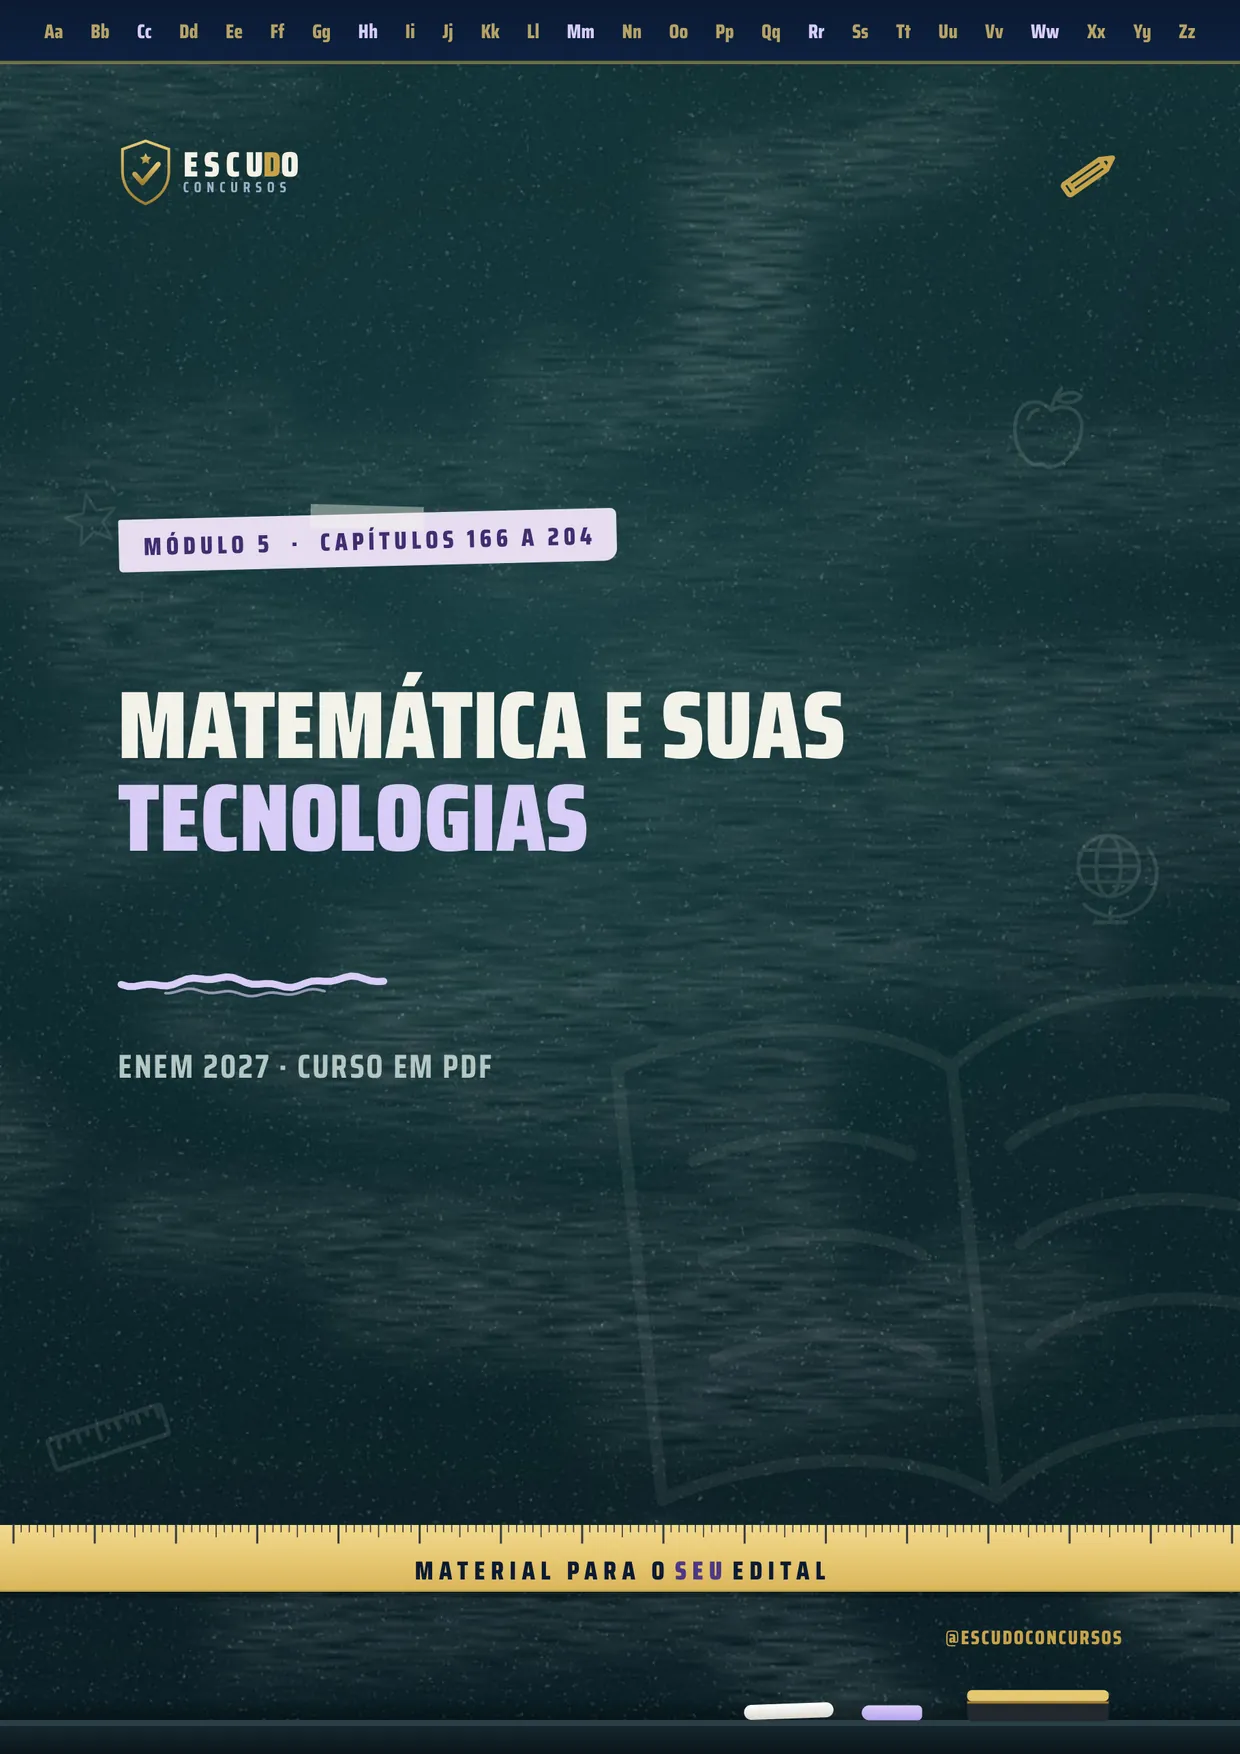 Aa Bb Cc Dd Ee Ff Gg Hh Ii Jj Kk Ll Mm Nn Oo Pp Qq Rr Ss Tt Uu Vv Ww Xx Yy Zz
ESCUDO
CONCURSOS
MÓDULO 5 · CAPÍTULOS 166 A 204
MATEMÁTICA E SUAS
TECNOLOGIAS
ENEM 2027 · CURSO EM PDF
MATERIAL PARA O SEU EDITAL
@ESCUDOCONCURSOS